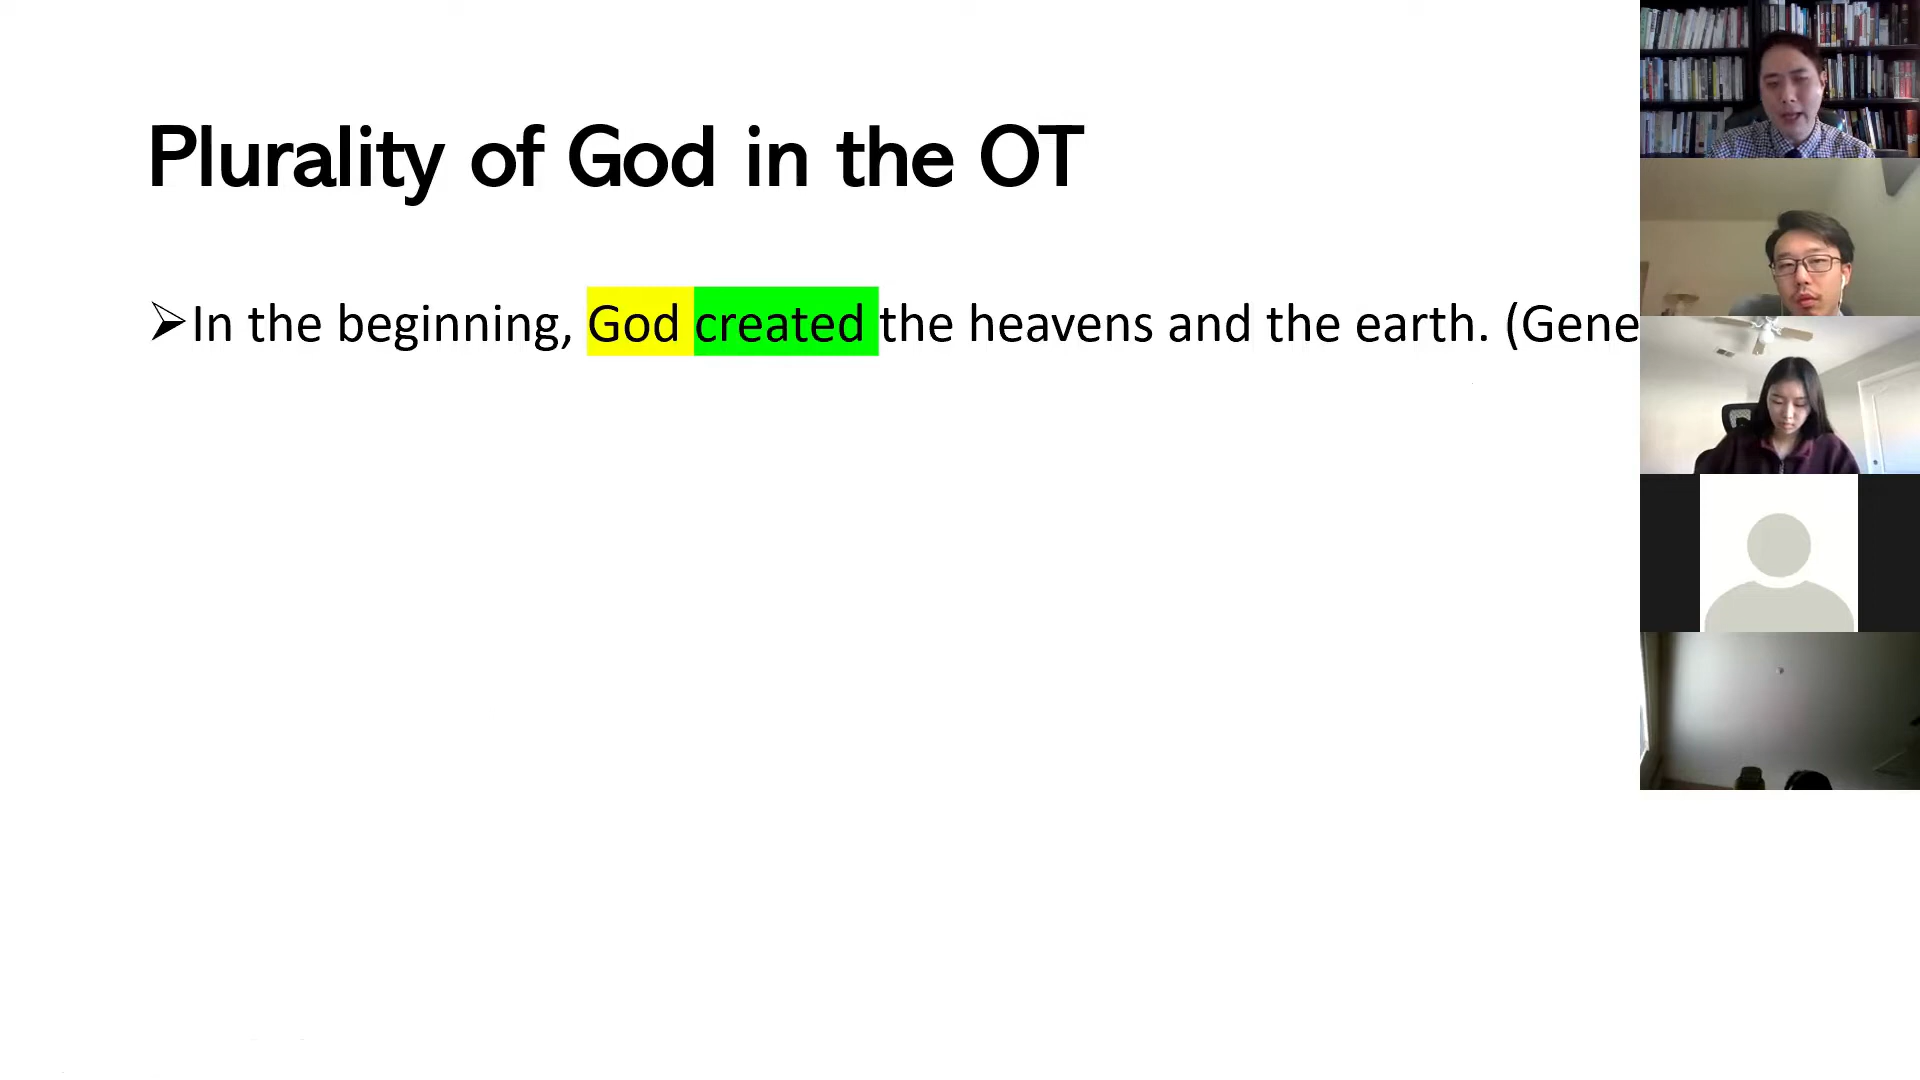 Plurality of God in the OT
➢In the beginning, God created the heavens and the earth. (Gene